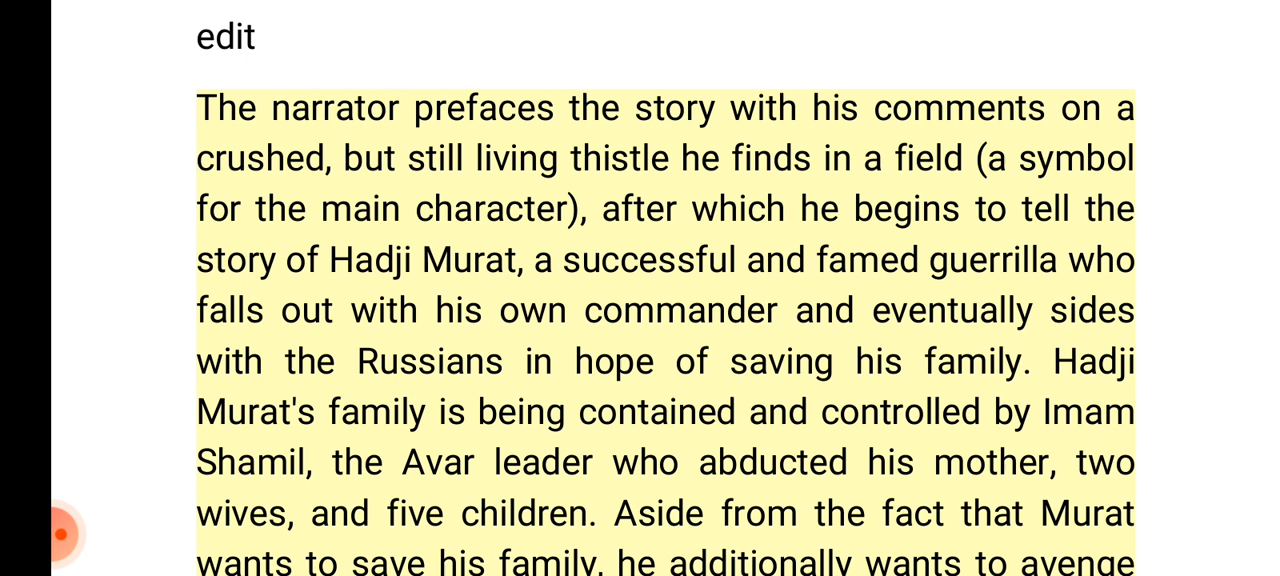 edit
The narrator prefaces the story with his comments on a
crushed, but still living thistle he finds in a field (a symbol
for the main character), after which he begins to tell the
story of Hadji Murat, a successful and famed guerrilla who
falls out with his own commander and eventually sides
with the Russians in hope of saving his family. Hadji
Murat's family is being contained and controlled by Imam
Shamil, the Avar leader who abducted his mother, two
wives, and five children. Aside from the fact that Murat
wants to save his family, he additionally wants to avenge